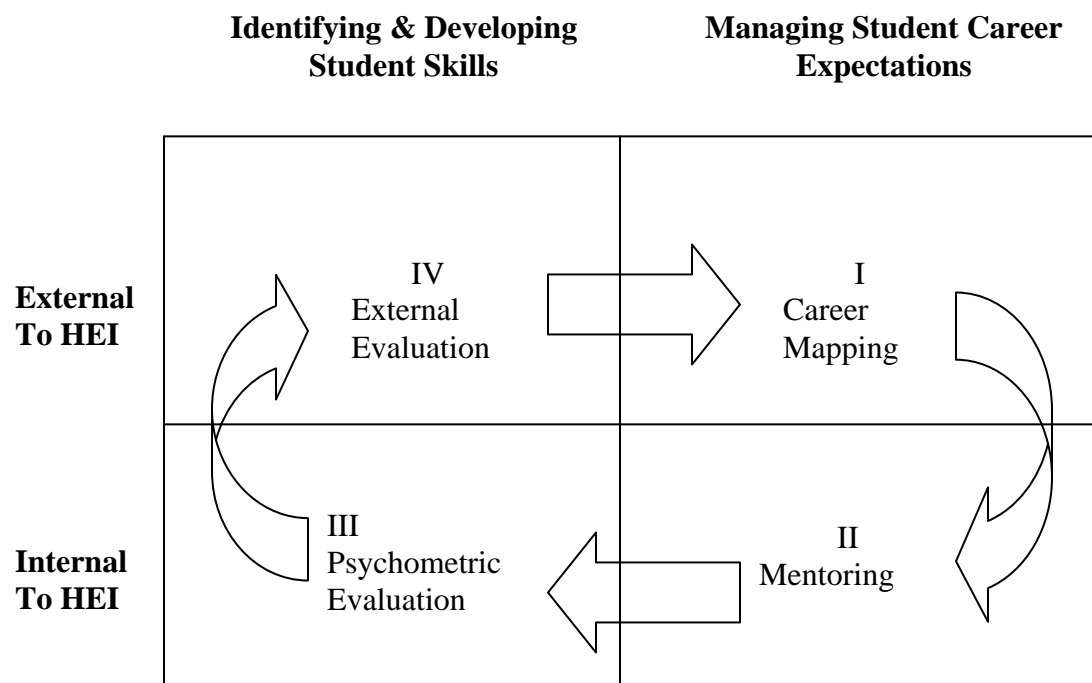 Identifying & Developing
Student Skills
Managing Student Career
Expectations
External
To HEI
IV
External
Evaluation
I
Career
Mapping
Internal
To HEI
III
Psychometric
Evaluation
II
Mentoring